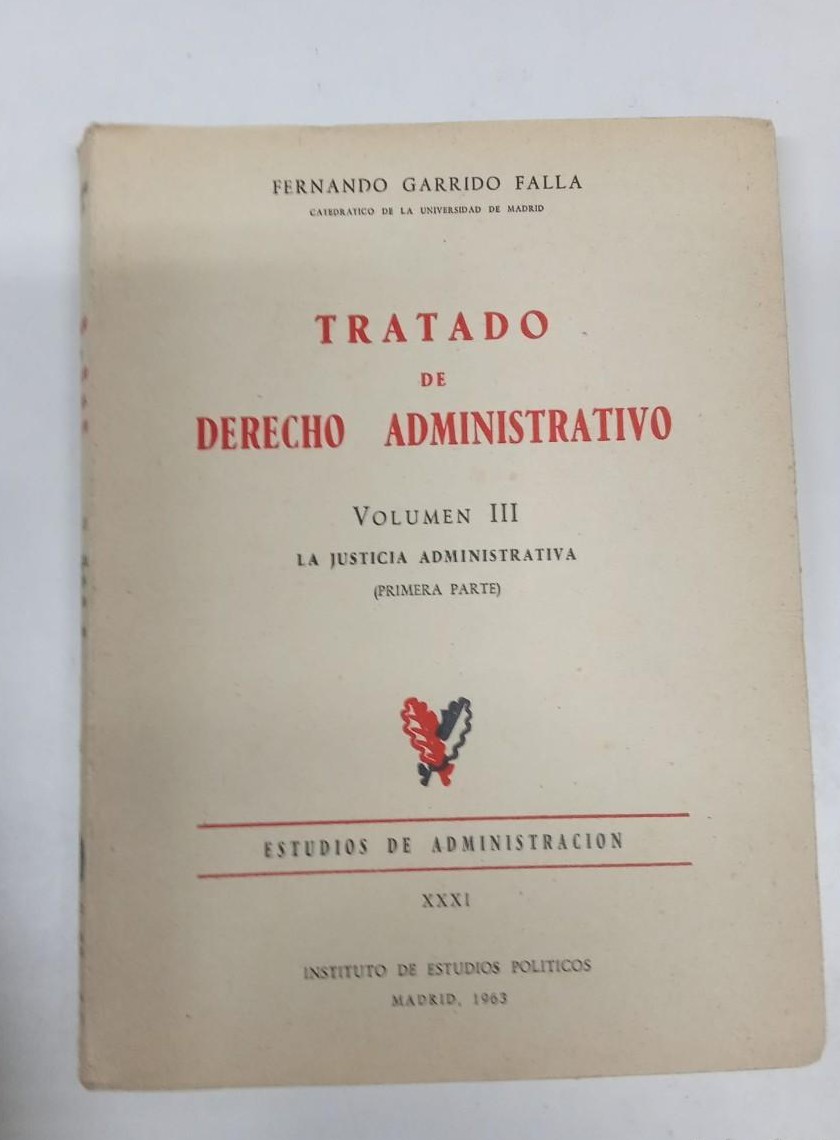 FERNANDO GARRIDO FALLA
CATEDRATICO DE LA UNIVERSIDAD DE MADRID
TRATADO
DE
DERECHO ADMINISTRATIVO
VOLUMEN III
LA JUSTICIA ADMINISTRATIVA
(PRIMERA PARTE)
ESTUDIOS DE ADMINISTRACION
XXXI
INSTITUTO DE ESTUDIOS POLITICOS
MADRID, 1963